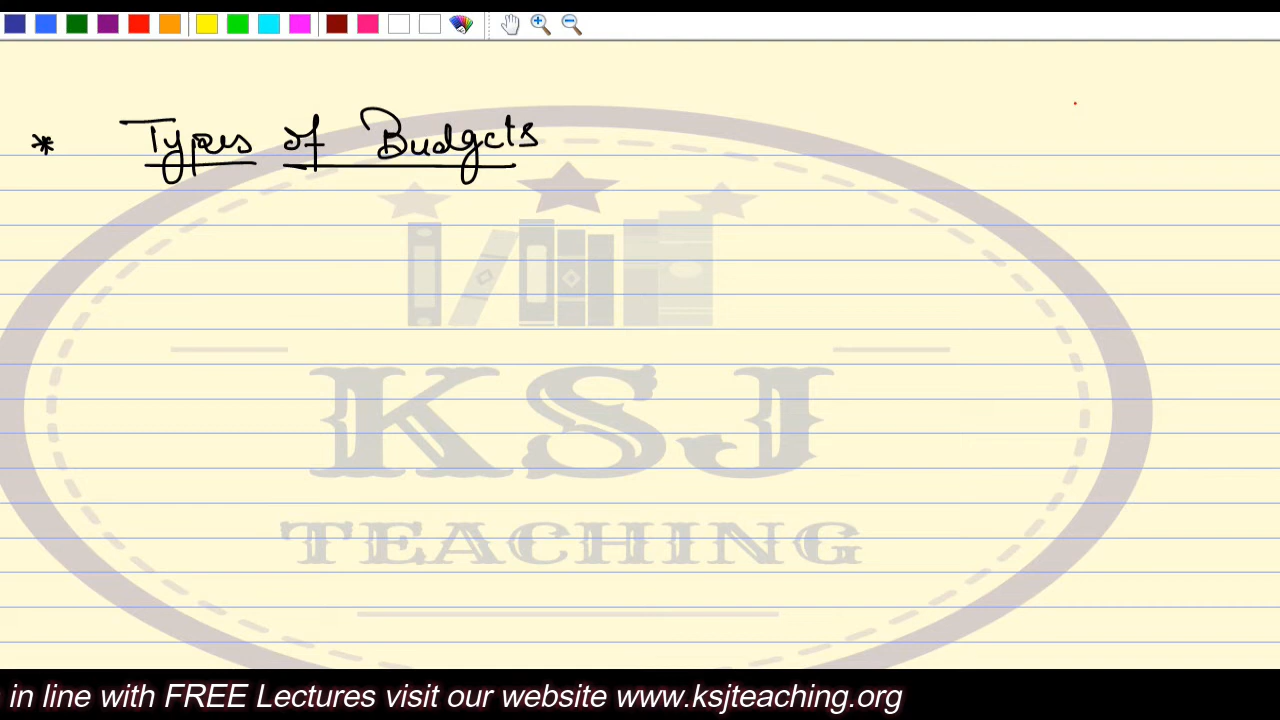 * Types of Budgets
KSJ
TEACHING
in line with FREE Lectures visit our website www.ksjteaching.org